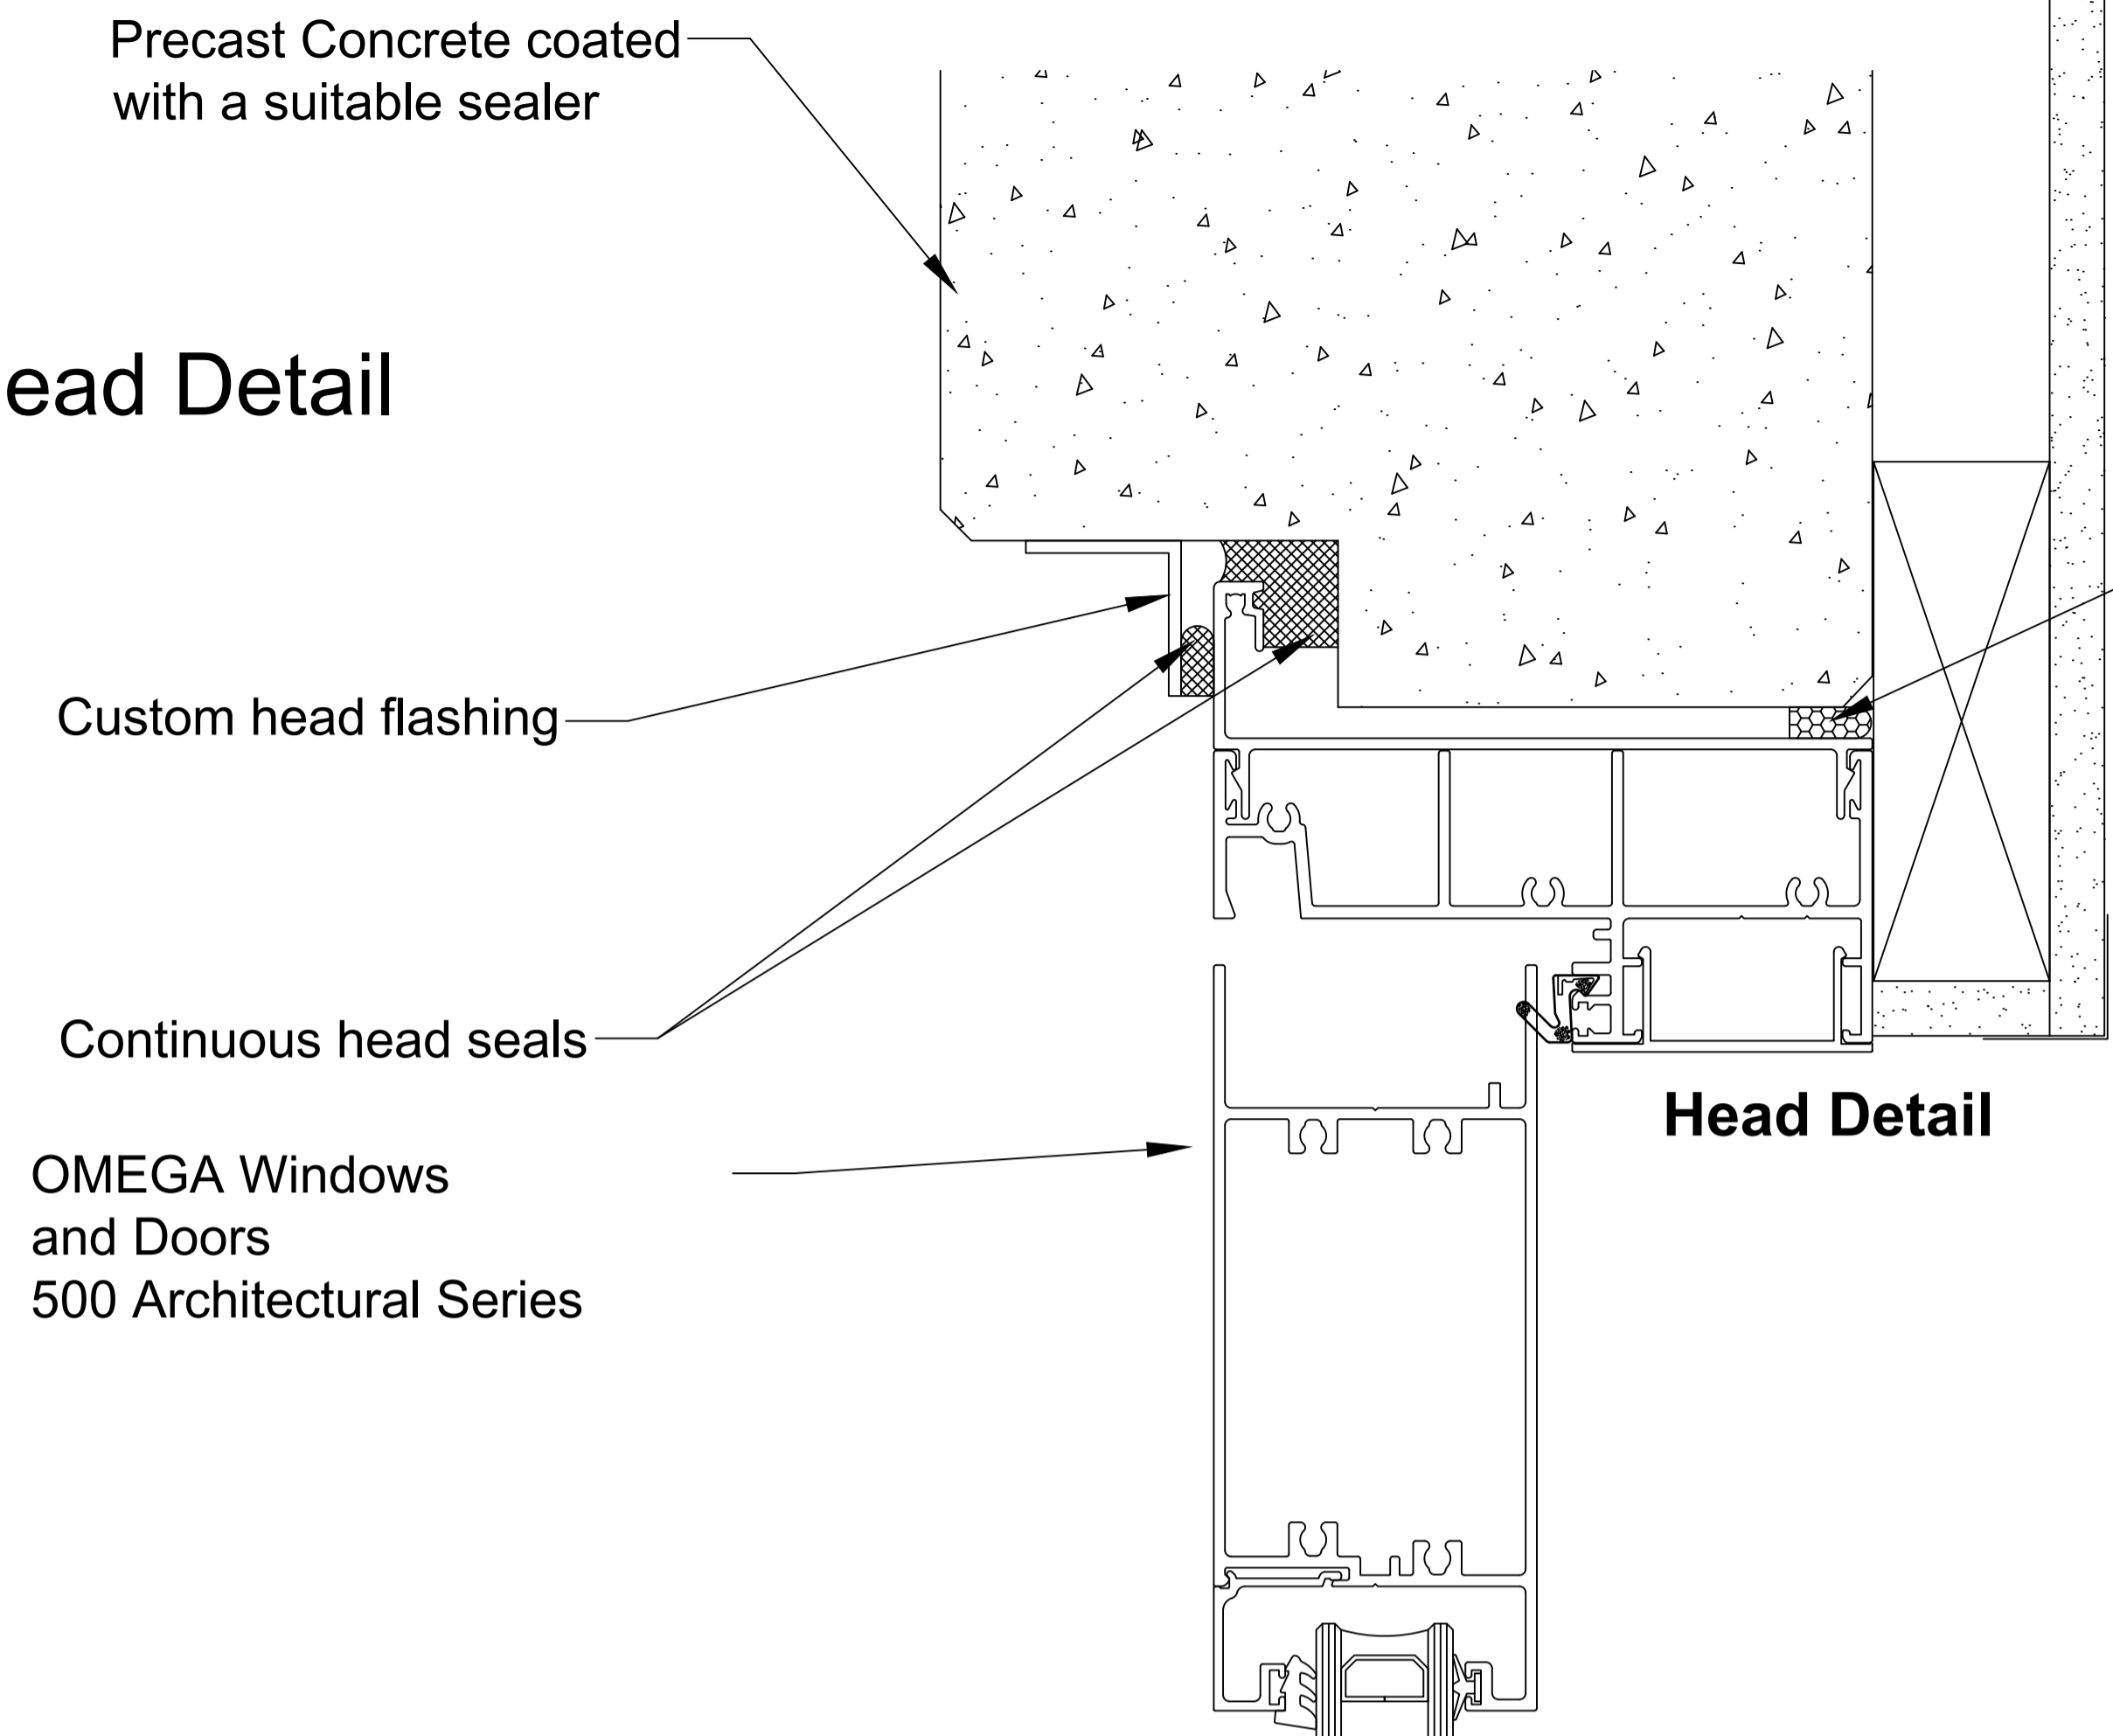 Precast Concrete coated
with a suitable sealer
ead Detail
Custom head flashing
Continuous head seals
Head Detail
OMEGA Windows
and Doors
500 Architectural Series